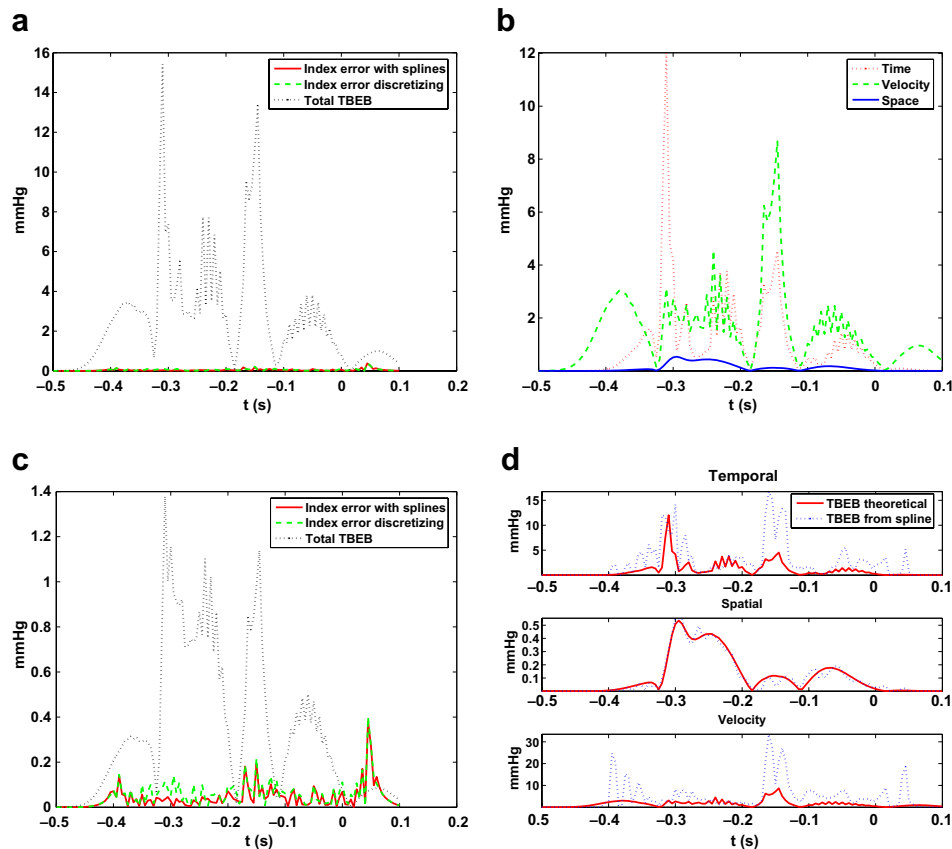 a
16
14
12
10
8
6
4
2
0
mmHg
Index error with splines
Index error discretizing
Total TBEB
−0.5 −0.4 −0.3 −0.2 −0.1 0 0.1 0.2
t (s)
b
12
10
8
6
4
2
mmHg
Time
Velocity
Space
−0.5 −0.4 −0.3 −0.2 −0.1 0 0.1
t (s)
c
1.4
1.2
1
0.8
0.6
0.4
0.2
0
mmHg
Index error with splines
Index error discretizing
Total TBEB
−0.5 −0.4 −0.3 −0.2 −0.1 0 0.1 0.2
t (s)
d
Temporal
15
10
5
mmHg
TBEB theoretical
TBEB from spline
−0.5 −0.4 −0.3 −0.2 −0.1 0 0.1
Spatial
0.5
0.4
0.3
0.2
0.1
mmHg
−0.5 −0.4 −0.3 −0.2 −0.1 0 0.1
Velocity
30
20
10
mmHg
0.5 −0.4 −0.3 −0.2 −0.1 0 0.1
t (s)